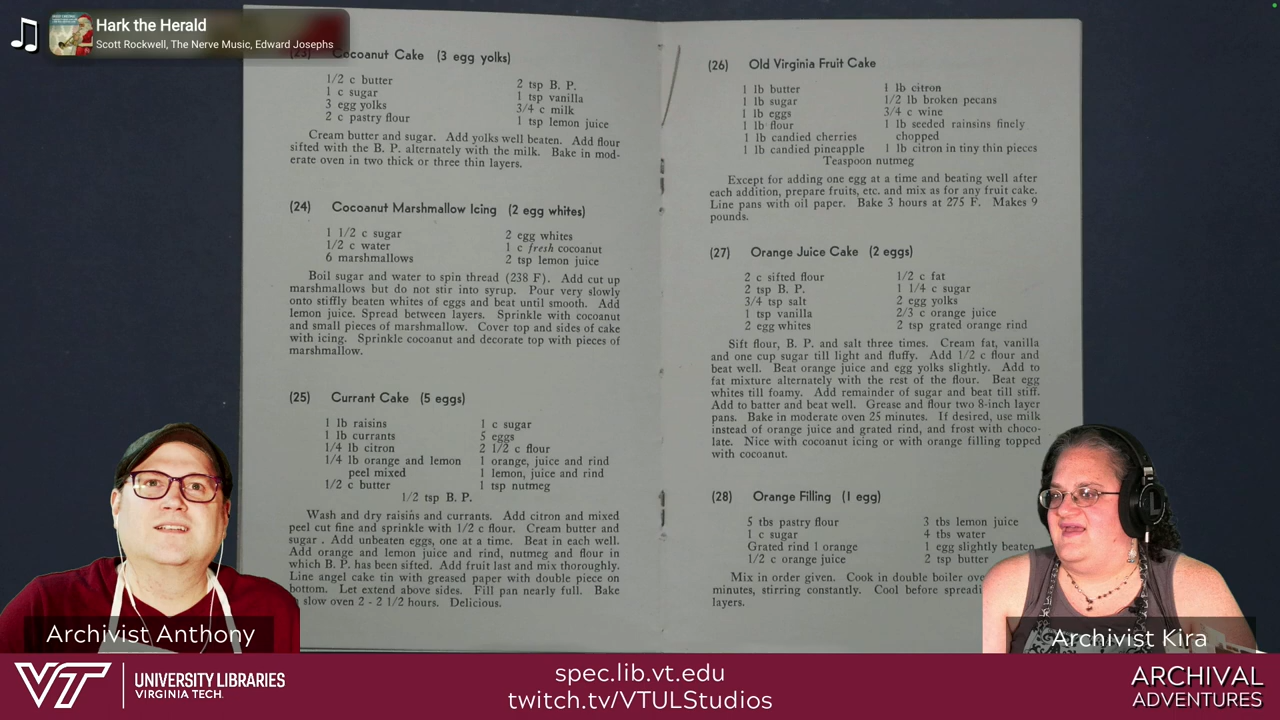 Hark the Herald
Scott Rockwell, The Nerve Music, Edward Josephs
Cocoanut Cake (3 egg yolks)
1/2 c butter
1 c sugar
3 egg yolks
2 c pastry flour
2 tsp B. P.
1 tsp vanilla
3/4 c milk
1 tsp lemon juice
Cream butter and sugar. Add yolks well beaten. Add flour
sifted with the B. P. alternately with the milk. Bake in mod-
erate oven in two thick or three thin layers.
(24) Cocoanut Marshmallow Icing (2 egg whites)
1 1/2 c sugar
1/2 c water
6 marshmallows
2 egg whites
1 c fresh cocoanut
2 tsp lemon juice
Boil sugar and water to spin thread (238 F). Add cut up
marshmallows but do not stir into syrup. Pour very slowly
onto stiffly beaten whites of eggs and beat until smooth. Add
lemon juice. Spread between layers. Sprinkle with cocoanut
and small pieces of marshmallow. Cover top and sides of cake
with icing. Sprinkle cocoanut and decorate top with pieces of
marshmallow.
(25) Currant Cake (5 eggs)
1 lb raisins
1 lb currants
1/4 lb citron
1/4 lb orange and lemon
peel mixed
1/2 c butter
1 c sugar
5 eggs
2 1/2 c flour
1 orange, juice and rind
1 lemon, juice and rind
1 tsp nutmeg
1/2 tsp B. P.
Wash and dry raisins and currants. Add citron and mixed
peel cut fine and sprinkle with 1/2 c flour. Cream butter and
sugar . Add unbeaten eggs, one at a time. Beat in each well.
Add orange and lemon juice and rind, nutmeg and flour in
which B. P. has been sifted. Add fruit last and mix thoroughly.
Line angel cake tin with greased paper with double piece on
bottom. Let extend above sides. Fill pan nearly full. Bake
slow oven 2 - 2 1/2 hours. Delicious.
(26) Old Virginia Fruit Cake
1 lb butter
1 lb sugar
1 lb eggs
1 lb flour
1 lb candied cherries
1 lb candied pineapple
1 lb citron
1/2 lb broken pecans
3/4 c wine
1 lb seeded rainsins finely
chopped
1 lb citron in tiny thin pieces
Teaspoon nutmeg
Except for adding one egg at a time and beating well after
each addition, prepare fruits, etc. and mix as for any fruit cake.
Line pans with oil paper. Bake 3 hours at 275 F. Makes 9
pounds.
(27) Orange Juice Cake (2 eggs)
2 c sifted flour
2 tsp B. P.
3/4 tsp salt
1 tsp vanilla
2 egg whites
1/2 c fat
1 1/4 c sugar
2 egg yolks
2/3 c orange juice
2 tsp grated orange rind
Sift flour, B. P. and salt three times. Cream fat, vanilla
and one cup sugar till light and fluffy. Add 1/2 c flour and
beat well. Beat orange juice and egg yolks slightly. Add to
fat mixture alternately with the rest of the flour. Beat egg
whites till foamy. Add remainder of sugar and beat till stiff.
Add to batter and beat well. Grease and flour two 8-inch layer
pans. Bake in moderate oven 25 minutes. If desired, use milk
instead of orange juice and grated rind, and frost with choco-
late. Nice with cocoanut icing or with orange filling topped
with cocoanut.
(28) Orange Filling (1 egg)
5 tbs pastry flour
1 c sugar
Grated rind 1 orange
1/2 c orange juice
3 tbs lemon juice
4 tbs water
1 egg slightly beaten
2 tsp butter
Mix in order given. Cook in double boiler
minutes, stirring constantly. Cool before
layers.
Archivist Anthony
Archivist Kira
VT UNIVERSITY LIBRARIES
VIRGINIA TECH
spec.lib.vt.edu
twitch.tv/VTULStudios
ARCHIVAL
ADVENTURES